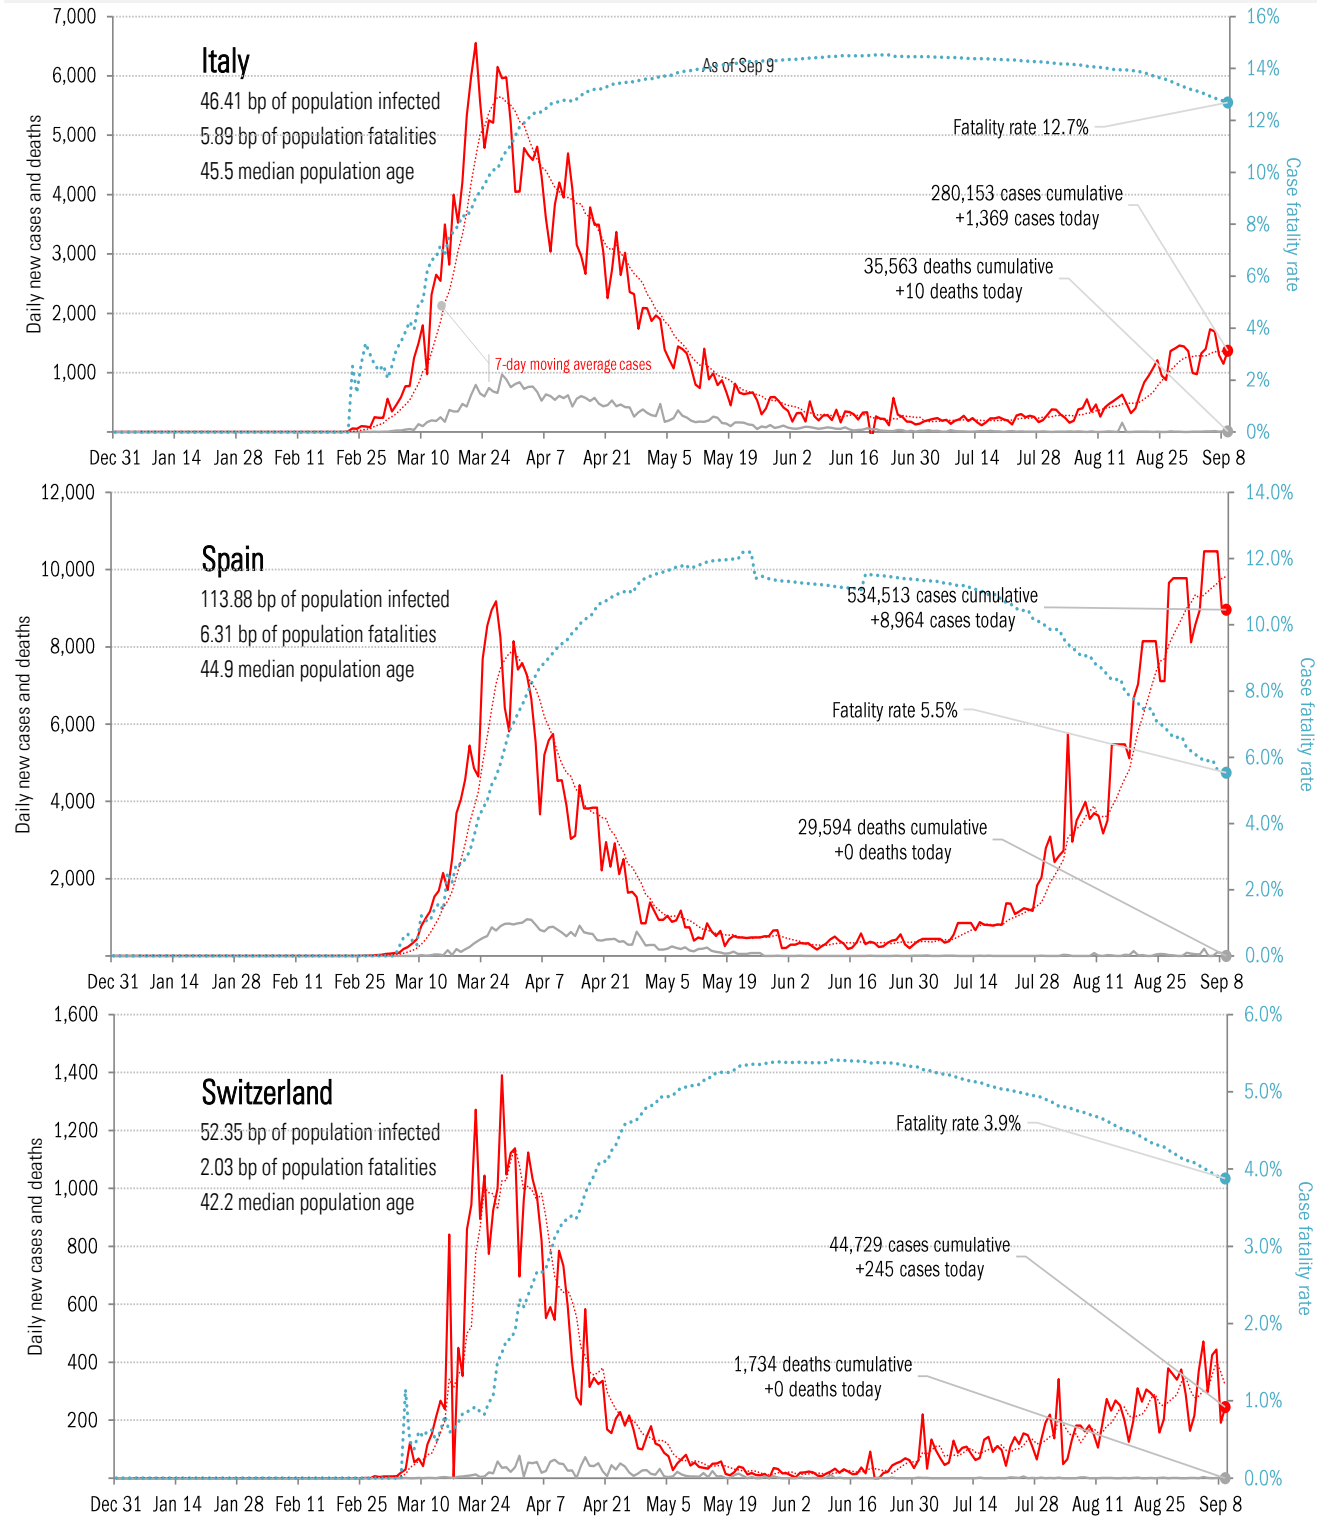 7,000
6,000
5,000
4,000
3,000
2,000
1,000
Daily new cases and deaths
Italy
46.41 bp of population infected
5.89 bp of population fatalities
45.5 median population age
As of Sep 9
Fatality rate 12.7%
280,153 cases cumulative
+1,369 cases today
35,563 deaths cumulative
+10 deaths today
7-day moving average cases
16%
14%
12%
10%
8%
6%
4%
2%
0%
Case fatality rate
Dec 31 Jan 14 Jan 28 Feb 11 Feb 25 Mar 10 Mar 24 Apr 7 Apr 21 May 5 May 19 Jun 2 Jun 16 Jun 30 Jul 14 Jul 28 Aug 11 Aug 25 Sep 8
12,000
10,000
8,000
6,000
4,000
2,000
Daily new cases and deaths
Spain
113.88 bp of population infected
6.31 bp of population fatalities
44.9 median population age
534,513 cases cumulative
+8,964 cases today
Fatality rate 5.5%
29,594 deaths cumulative
+0 deaths today
14.0%
12.0%
10.0%
8.0%
6.0%
4.0%
2.0%
0.0%
Case fatality rate
Dec 31 Jan 14 Jan 28 Feb 11 Feb 25 Mar 10 Mar 24 Apr 7 Apr 21 May 5 May 19 Jun 2 Jun 16 Jun 30 Jul 14 Jul 28 Aug 11 Aug 25 Sep 8
1,600
1,400
1,200
1,000
800
600
400
200
Daily new cases and deaths
Switzerland
52.35 bp of population infected
2.03 bp of population fatalities
42.2 median population age
Fatality rate 3.9%
44,729 cases cumulative
+245 cases today
1,734 deaths cumulative
+0 deaths today
6.0%
5.0%
4.0%
3.0%
2.0%
1.0%
0.0%
Case fatality rate
Dec 31 Jan 14 Jan 28 Feb 11 Feb 25 Mar 10 Mar 24 Apr 7 Apr 21 May 5 May 19 Jun 2 Jun 16 Jun 30 Jul 14 Jul 28 Aug 11 Aug 25 Sep 8